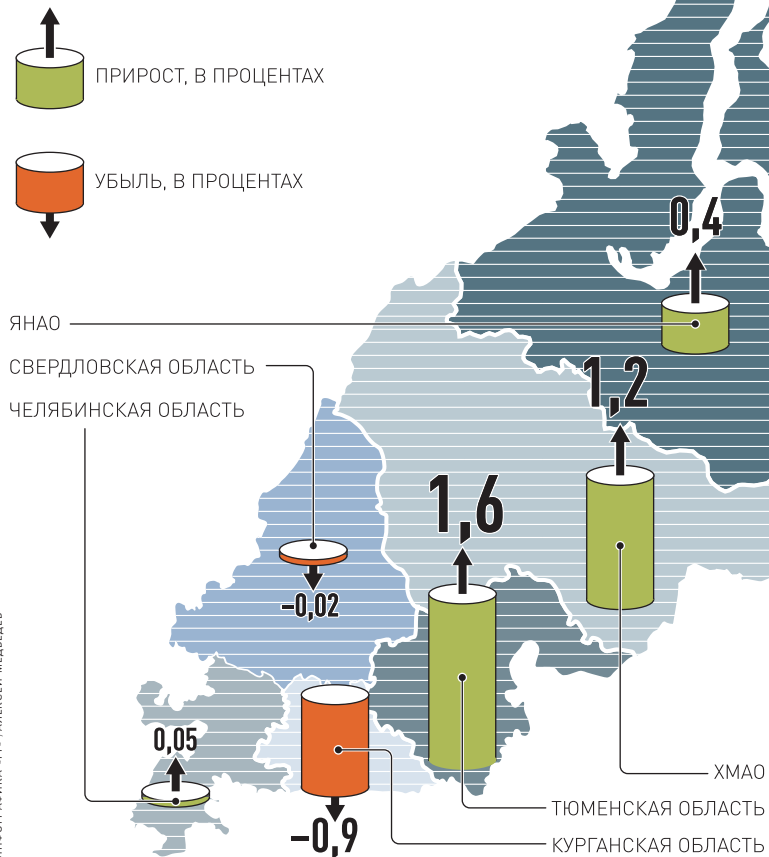 ПРИРОСТ, В ПРОЦЕНТАХ
УБЫЛЬ, В ПРОЦЕНТАХ
0,4
ЯНАО
1,2
СВЕРДЛОВСКАЯ ОБЛАСТЬ
ЧЕЛЯБИНСКАЯ ОБЛАСТЬ
1,6
–0,02
0,05
ХМАО
ТЮМЕНСКАЯ ОБЛАСТЬ
–0,9
КУРГАНСКАЯ ОБЛАСТЬ